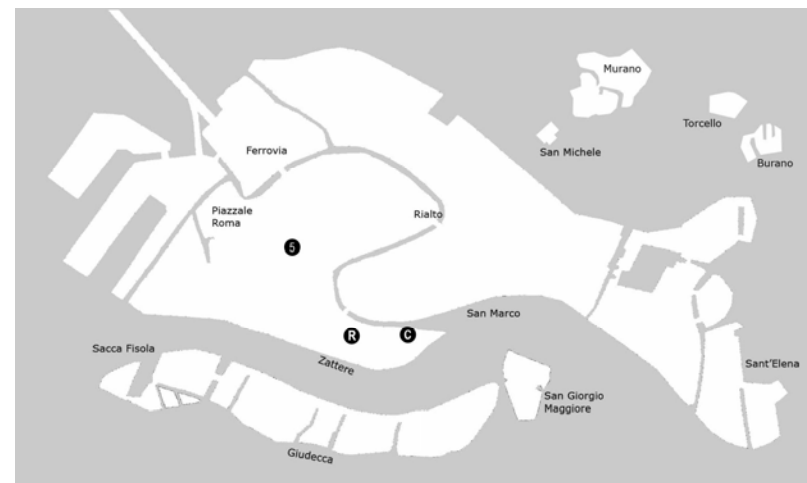 Murano
Torcello
San Michele
Burano
Ferrovia
Piazzale
Roma
Rialto
5
San Marco
R
C
Sacca Fisola
Zattere
Sant'Elena
San Giorgio
Maggiore
Giudecca